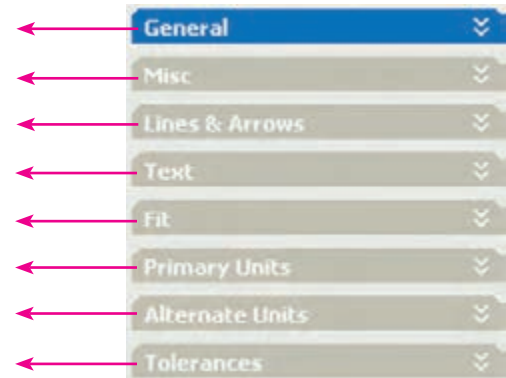 General
Misc
Lines & Arrows
Text
Fit
Primary Units
Alternate Units
Tolerances